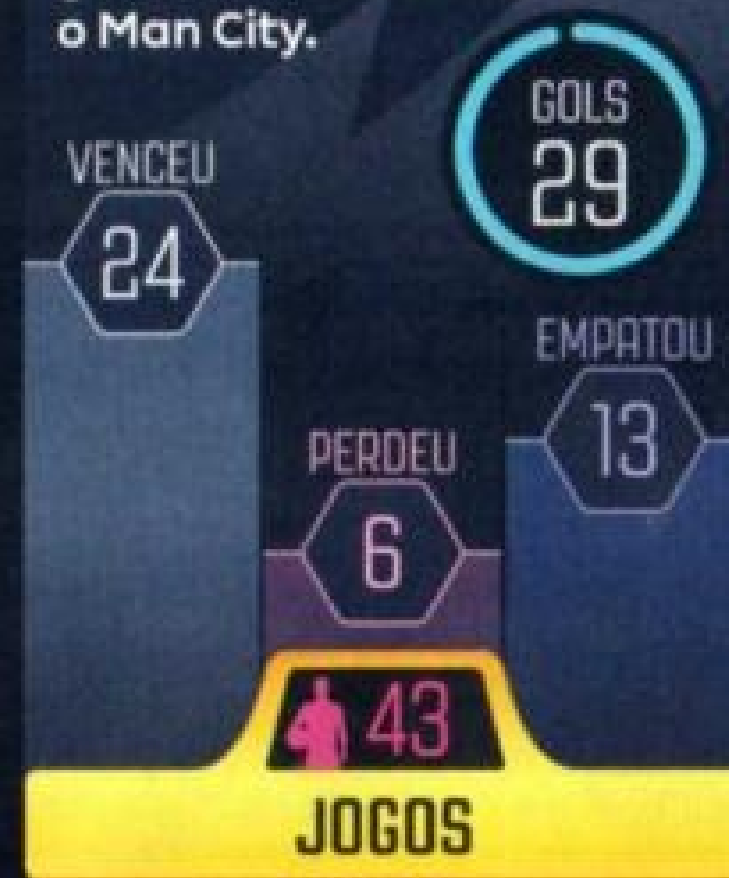 o Man City.
GOLS
29
VENCEU
24
EMPATOU
13
PERDEU
6
43
JOGOS